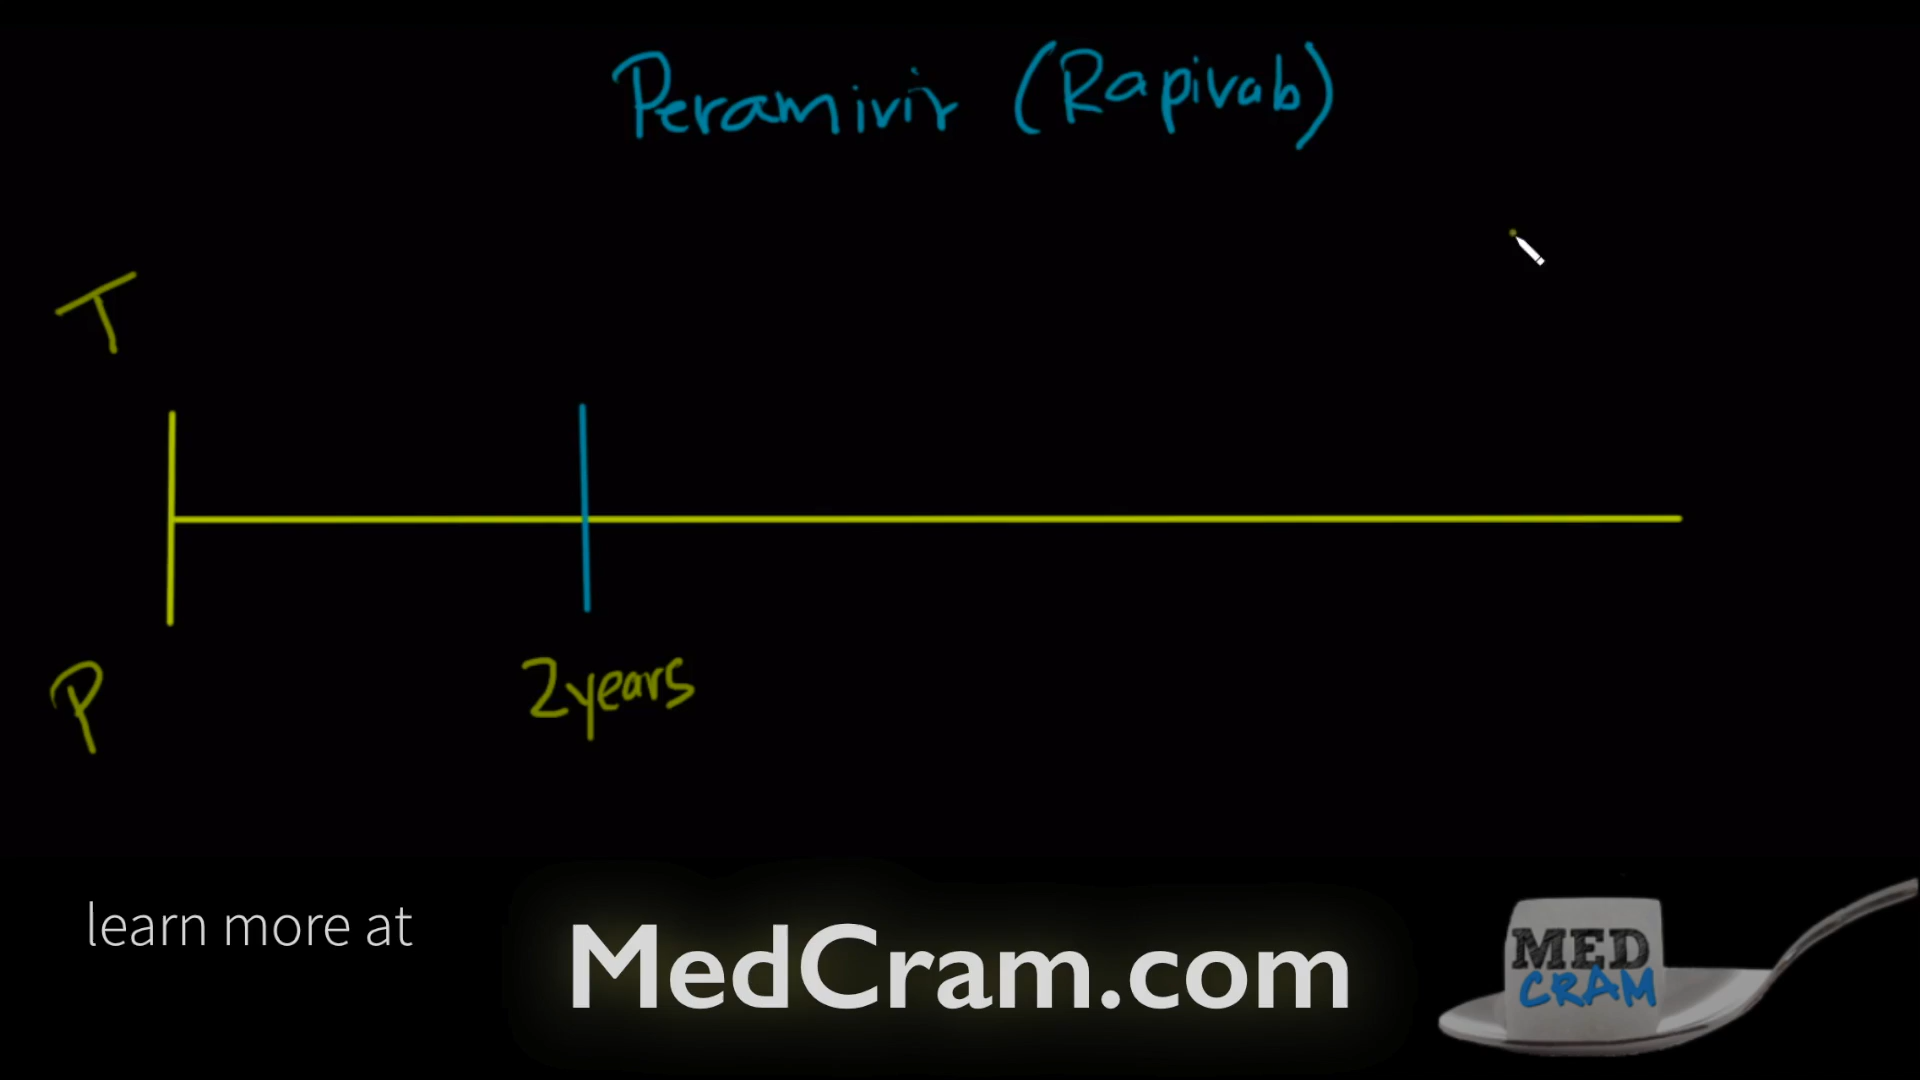 Peramivir (Rapivab)
T
P
2years
learn more at
MedCram.com
MED
CRAM